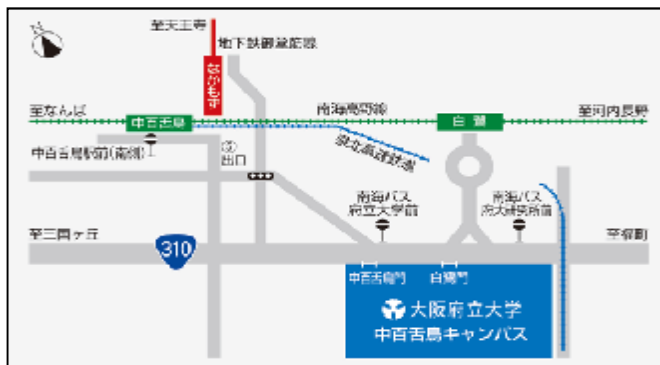 至天王寺
地下鉄御堂筋線
なかもず
至なんば
中百舌鳥
南海高野線
白鷺
至河内長野
中百舌鳥駅前(南側)
⑤
出口
泉北高速鉄道
南海バス
府立大学前
南海バス
府大研究所前
至三国ヶ丘
310
至堺町
中百舌鳥門
白鷺門
大阪府立大学
中百舌鳥キャンパス